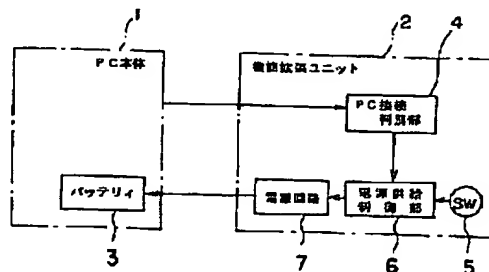 1
2
4
PC本体
機能拡張ユニット
PC接続
判別部
バッテリィ
電源回路
電源供給
制御部
SW
3
7
6
5